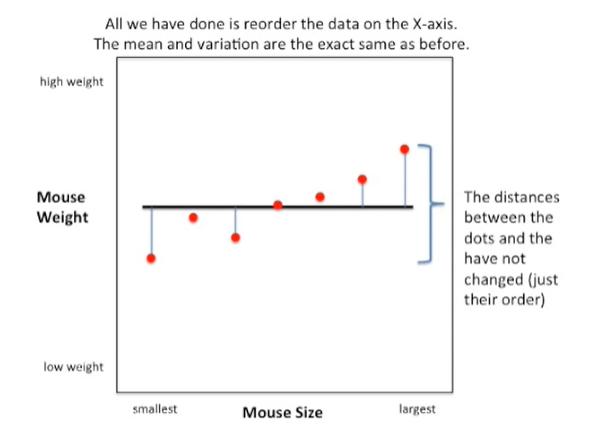 All we have done is reorder the data on the X-axis.
The mean and variation are the exact same as before.
high weight
Mouse
Weight
The distances
between the
dots and the
have not
changed (just
their order)
low weight
smallest
Mouse Size
largest